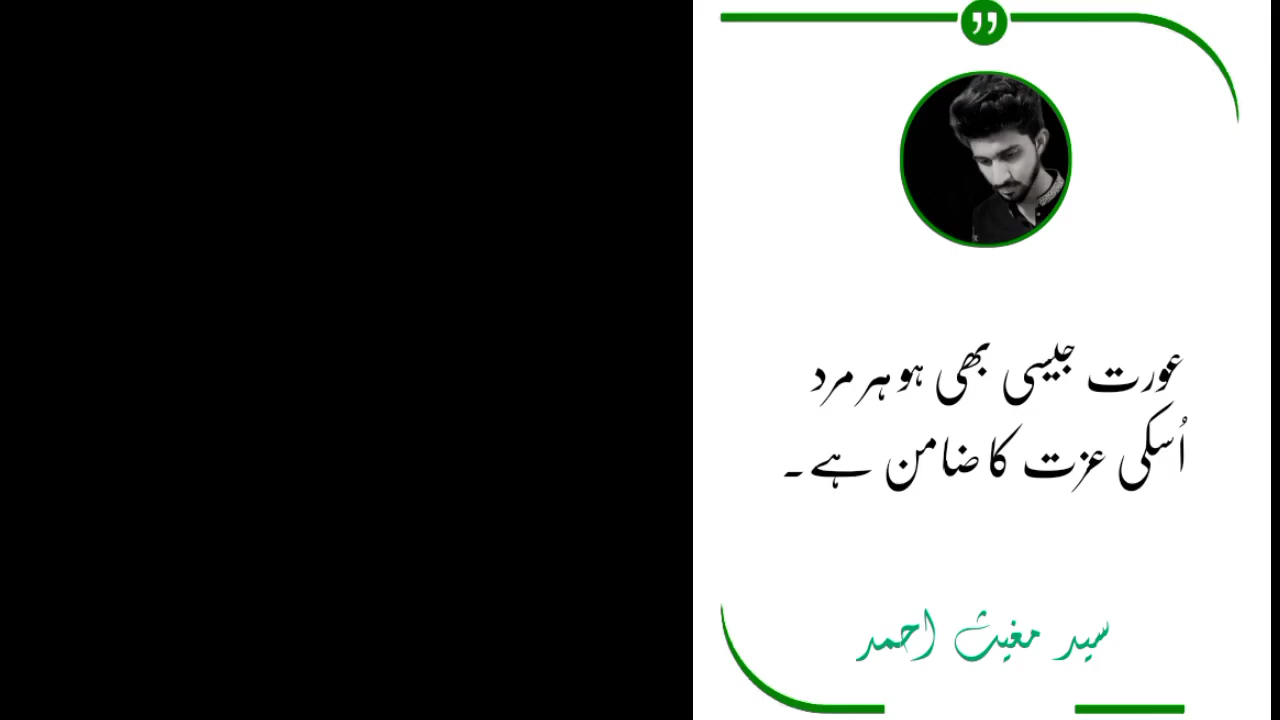 عورت جیسی بھی ہو ہر مرد
اُسکی عزت کا ضامن ہے۔
سید مغیث احمد